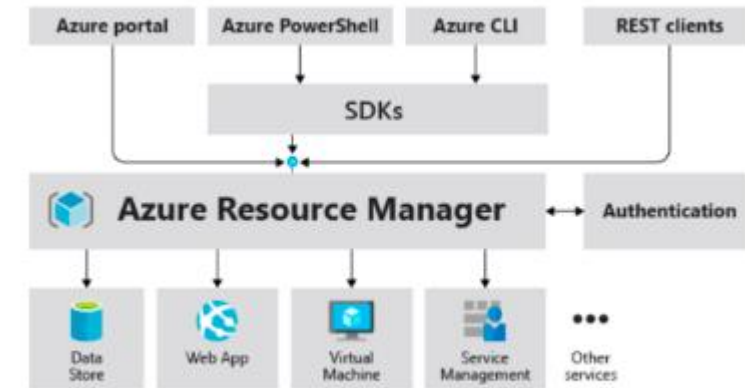 Azure portal
Azure PowerShell
Azure CLI
REST clients
SDKs
Azure Resource Manager
Authentication
Data
Store
Web App
Virtual
Machine
Service
Management
Other
services